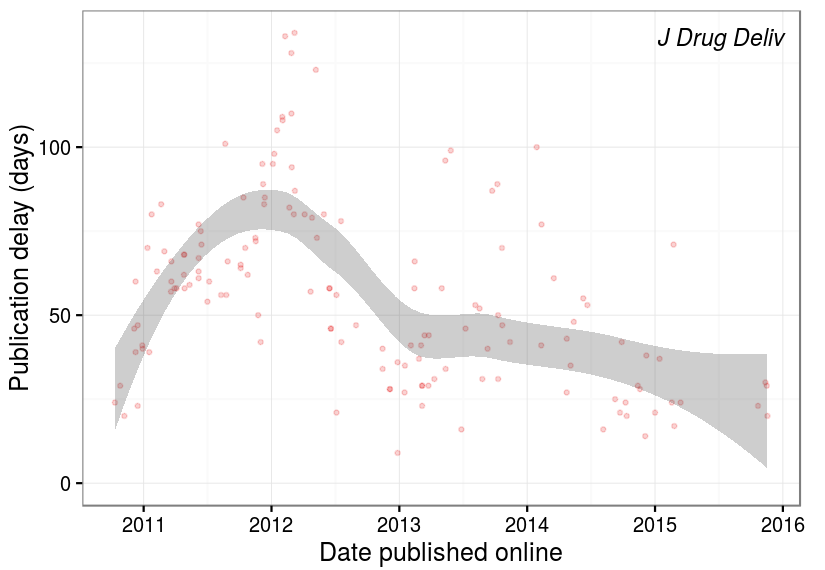 J Drug Deliv
Publication delay (days)
100
50
0
2011 2012 2013 2014 2015 2016
Date published online